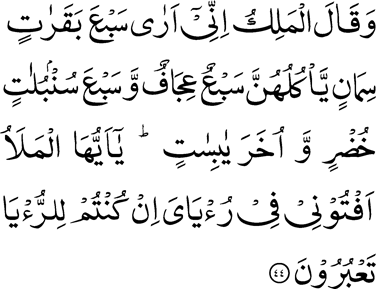 وَ قَالَ الْمَلِكُ اِنِّیْۤ اَرٰی سَبْعَ بَقَرٰتٍ
سِمَانٍ یَّاْكُلُهُنَّ سَبْعٌ عِجَافٌ وَّ سَبْعَ سُنْۢبُلٰتٍ
خُضْرٍ وَّ اُخَرَ یٰبِسٰتٍ ؕ یٰۤاَیُّهَا الْمَلَاُ
اَفْتُوْنِیْ فِیْ رُءْیَایَ اِنْ كُنْتُمْ لِلرُّءْیَا
تَعْبُرُوْنَ ﴿٤٤﴾